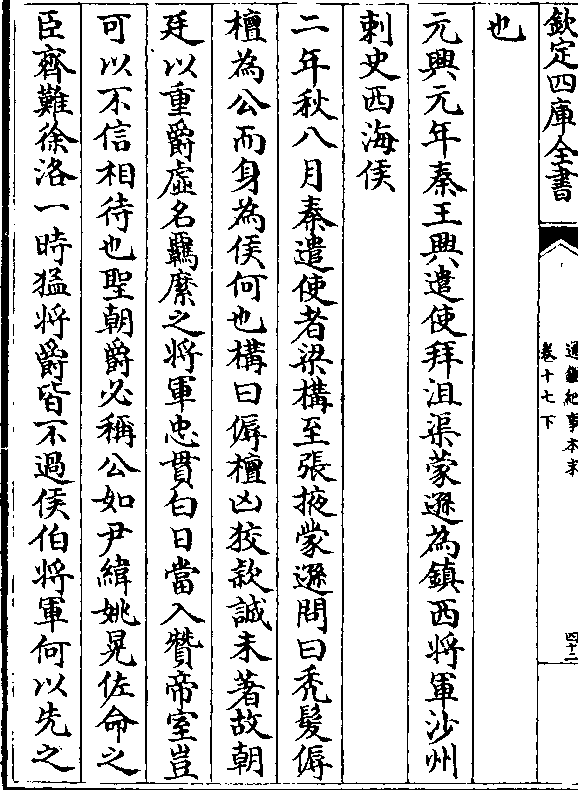 欽定四庫全書
通鑑紀事本末
卷十七下
四十二
也
元興元年秦王興遣使拜沮渠蒙遜為鎮西將軍沙州
刺史西海侯
二年秋八月秦遣使者梁構至張掖蒙遜問曰禿髮傉
檀為公而身為侯何也構曰傉檀凶狡款誠未著故朝
廷以重爵虛名羈縻之將軍忠貫白日當入贊帝室豈
可以不信相待也聖朝爵必稱公如尹緯姚晃佐命之
臣齊難徐洛一時猛將爵皆不過侯伯將軍何以先之